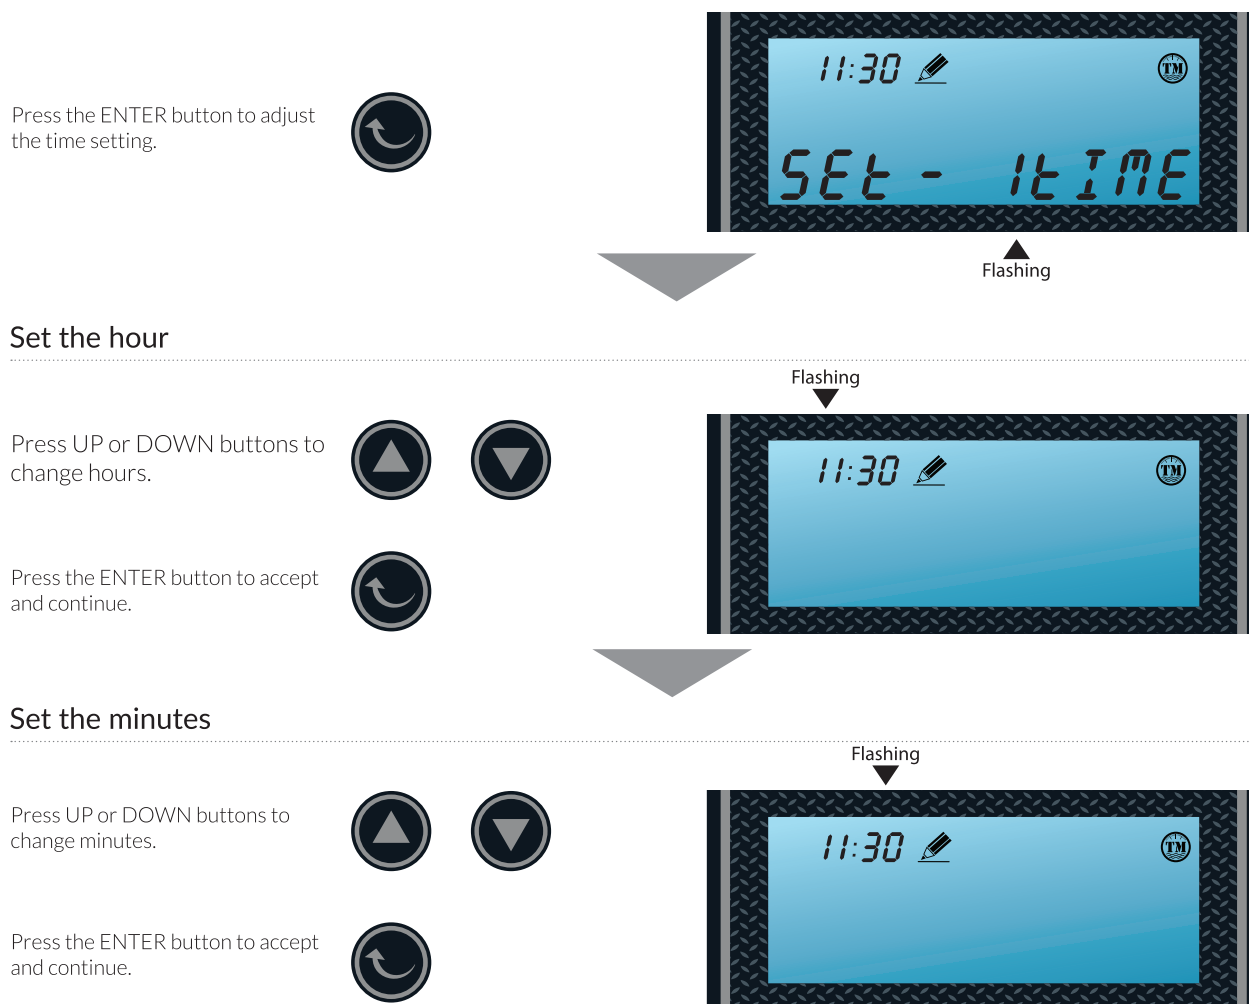 11:30
TM
Press the ENTER button to adjust
the time setting.
SEt - 1tIME
Flashing
Set the hour
Flashing
Press UP or DOWN buttons to
change hours.
11:30
TM
Press the ENTER button to accept
and continue.
Set the minutes
Flashing
Press UP or DOWN buttons to
change minutes.
11:30
TM
Press the ENTER button to accept
and continue.